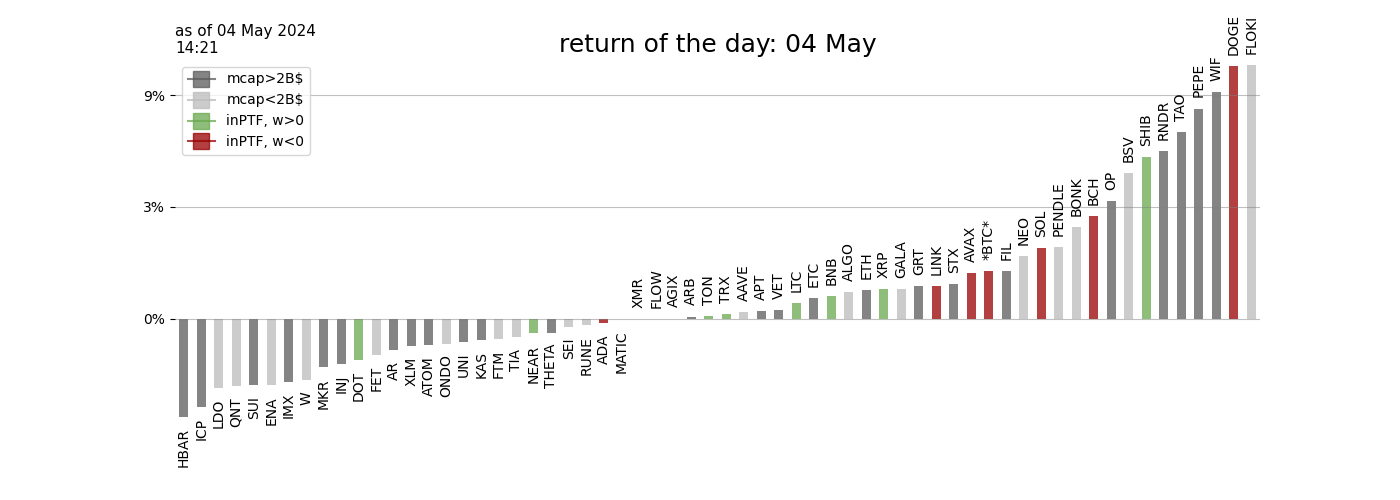 as of 04 May 2024
14:21
return of the day: 04 May
mcap>2B$
mcap<2B$
inPTF, w>0
inPTF, w<0
9%
3%
0%
HBAR
ICP
LDO
QNT
SUI
ENA
IMX
W
MKR
INJ
DOT
FET
AR
XLM
ATOM
ONDO
UNI
KAS
FTM
TIA
NEAR
THETA
SEI
RUNE
ADA
MATIC
XMR
FLOW
AGIX
ARB
TON
TRX
AAVE
APT
VET
LTC
ETC
BNB
ALGO
ETH
XRP
GALA
GRT
LINK
STX
AVAX
*BTC*
FIL
NEO
SOL
PENDLE
BONK
BCH
OP
BSV
SHIB
RNDR
TAO
PEPE
WIF
DOGE
FLOKI